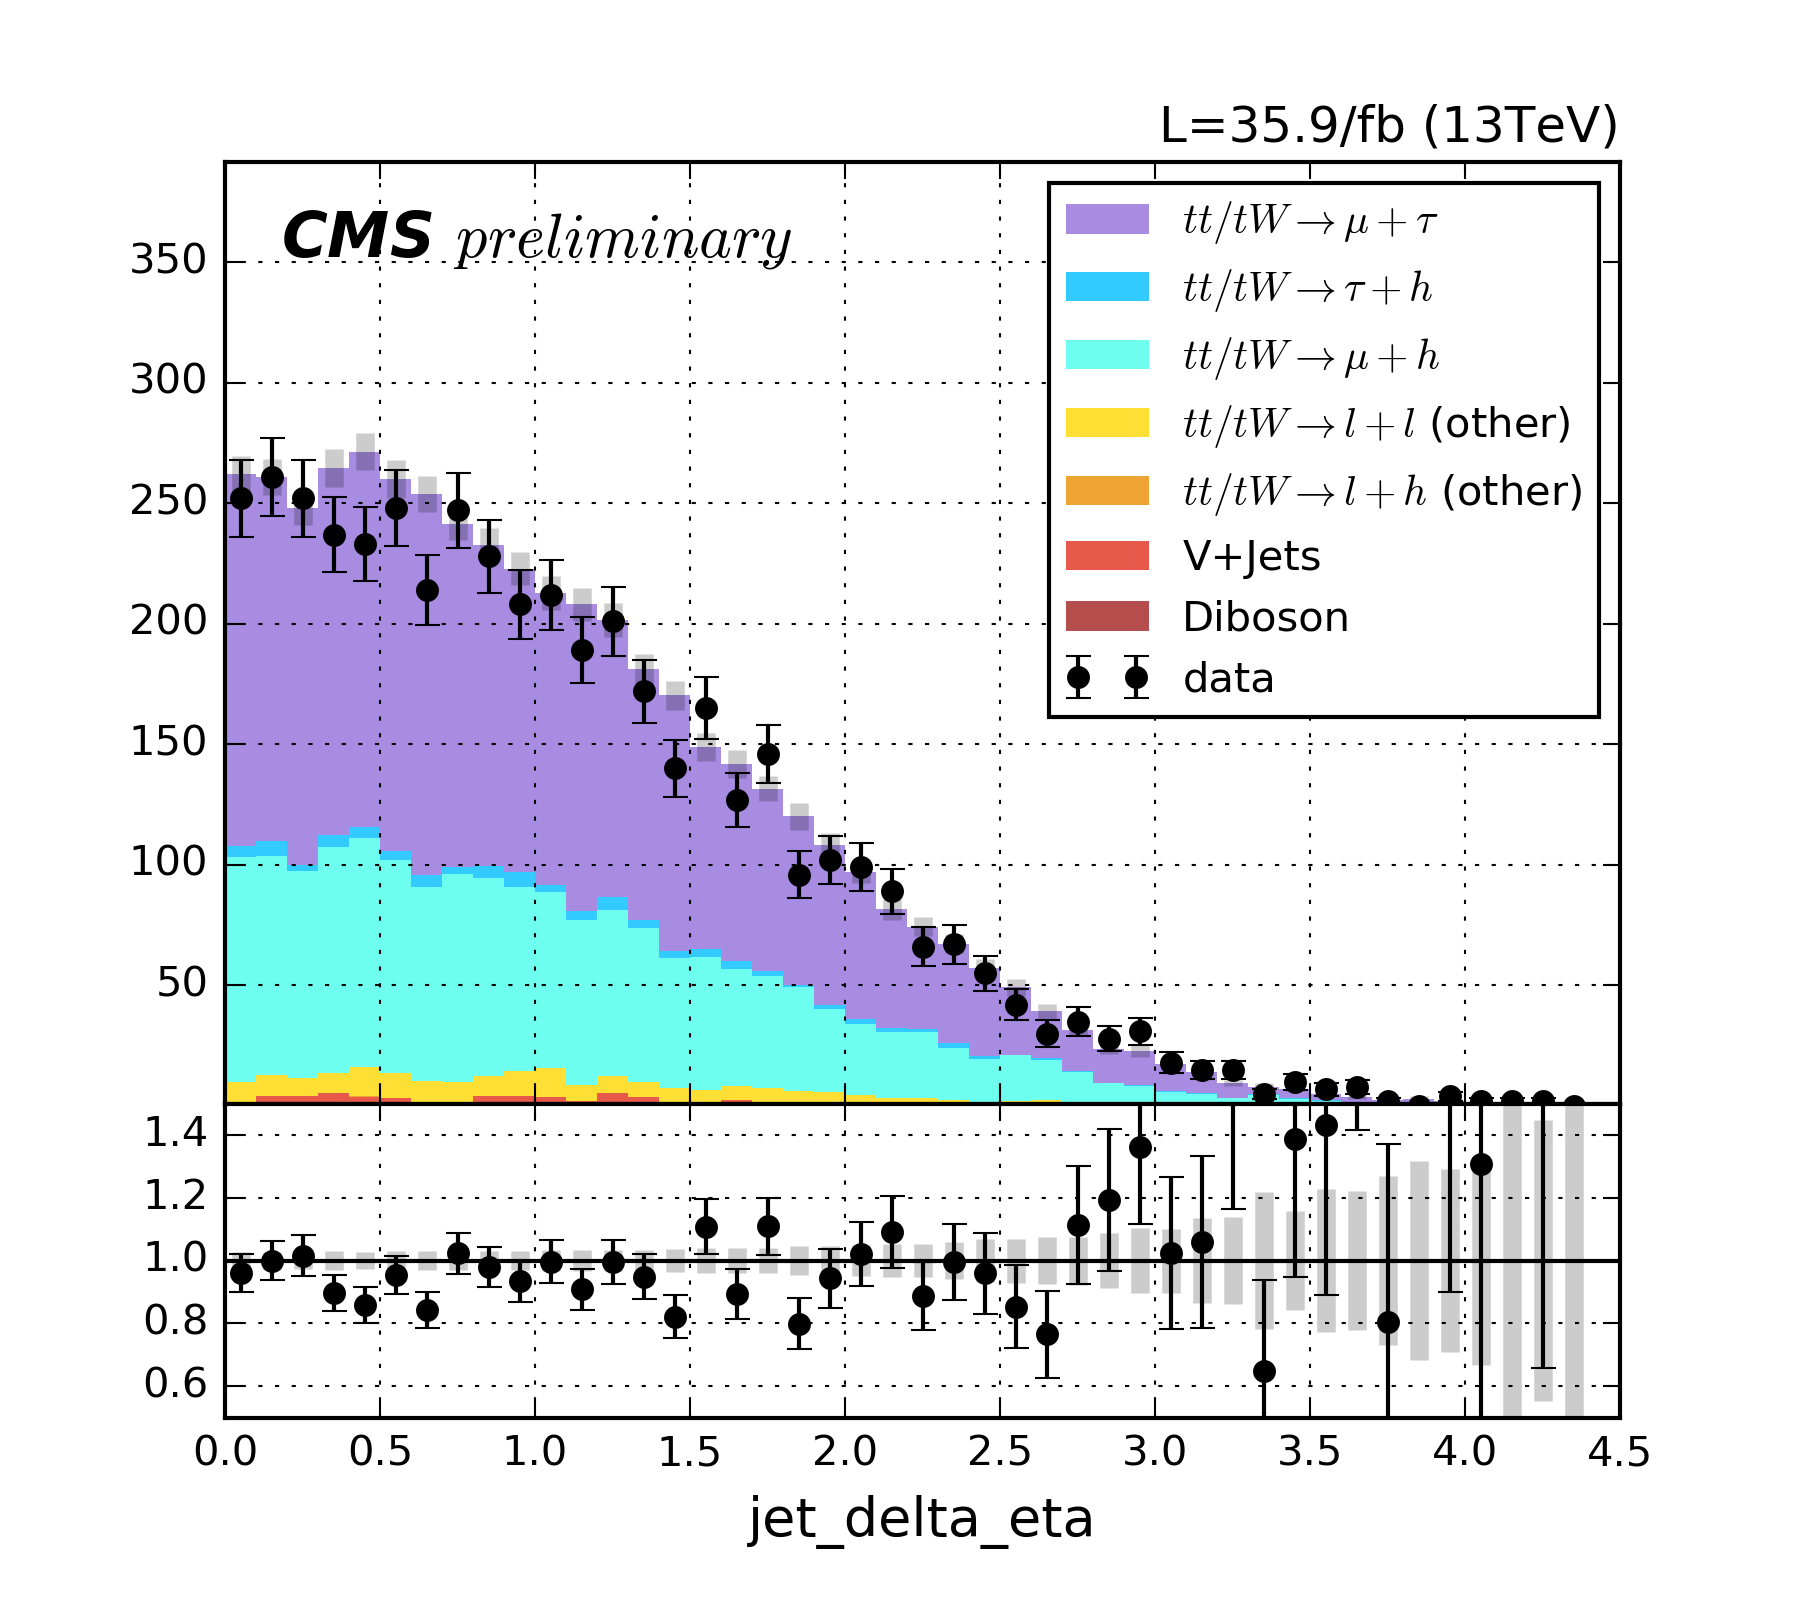 L=35.9/fb (13TeV)
CMS preliminary
350
300
250
200
150
100
50
tt/tW→μ+τ
tt/tW→τ+h
tt/tW→μ+h
tt/tW→l+l (other)
tt/tW→l+h (other)
V+Jets
Diboson
data
1.4
1.2
1.0
0.8
0.6
0.0 0.5 1.0 1.5 2.0 2.5 3.0 3.5 4.0 4.5
jet_delta_eta